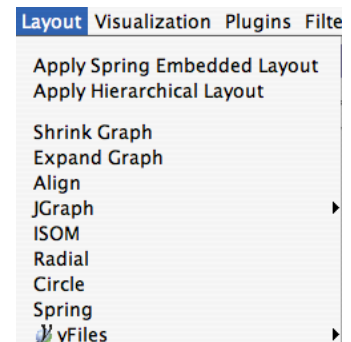 Layout Visualization Plugins Filte
Apply Spring Embedded Layout
Apply Hierarchical Layout
Shrink Graph
Expand Graph
Align
JGraph
ISOM
Radial
Circle
Spring
yFiles